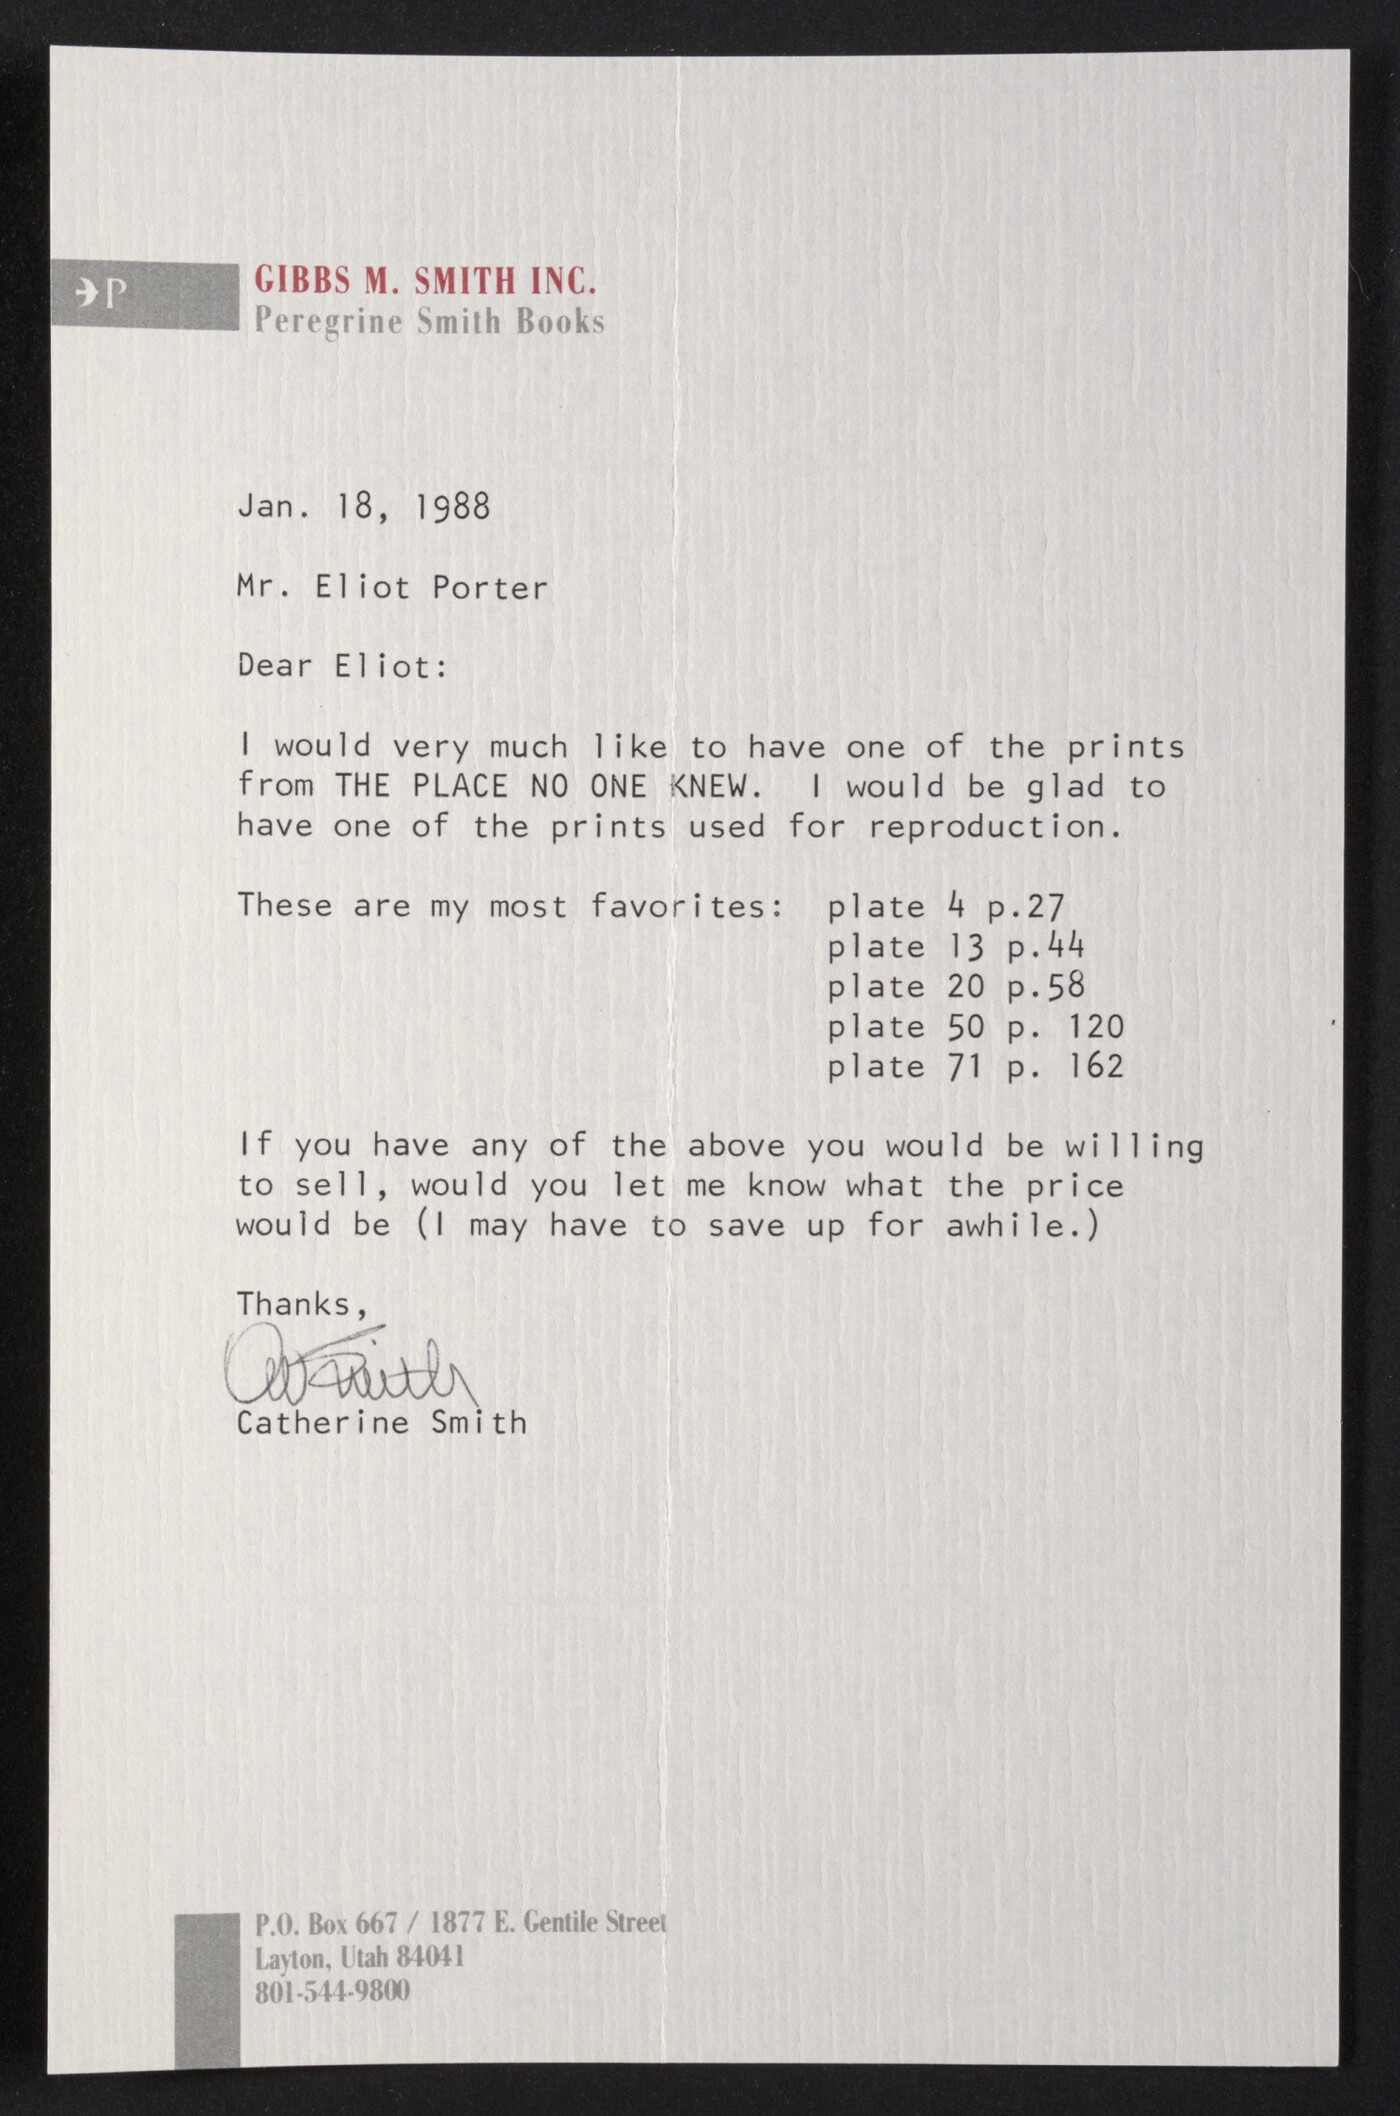 P
GIBBS M. SMITH INC.
Peregrine Smith Books
Jan. 18, 1988
Mr. Eliot Porter
Dear Eliot:
I would very much like to have one of the prints
from THE PLACE NO ONE KNEW.  I would be glad to
have one of the prints used for reproduction.
These are my most favorites:  plate 4 p.27
plate 13 p.44
plate 20 p.58
plate 50 p. 120
plate 71 p. 162
If you have any of the above you would be willing
to sell, would you let me know what the price
would be (I may have to save up for awhile.)
Thanks,
Catherine Smith
P.O. Box 667 / 1877 E. Gentile Street
Layton, Utah 84041
801-544-9800